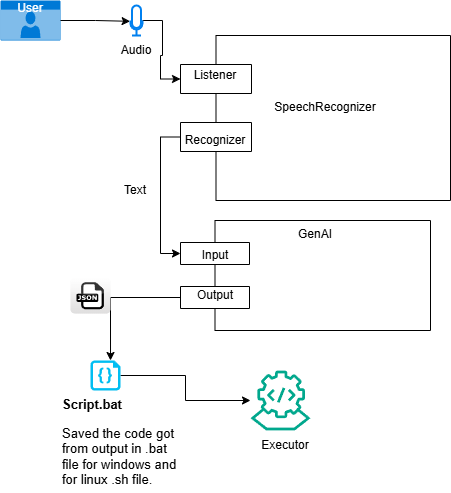 User
Audio
Listener
SpeechRecognizer
Recognizer
Text
GenAI
Input
Output
JSON
{ }
Script.bat
Saved the code got
from output in .bat
file for windows and
for linux .sh file.
</>
Executor